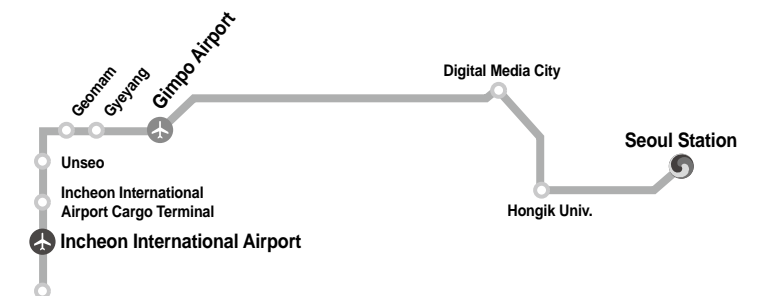 Geomam
Gyeyang
Gimpo Airport
Digital Media City
Seoul Station
Unseo
Incheon International
Airport Cargo Terminal
Hongik Univ.
Incheon International Airport